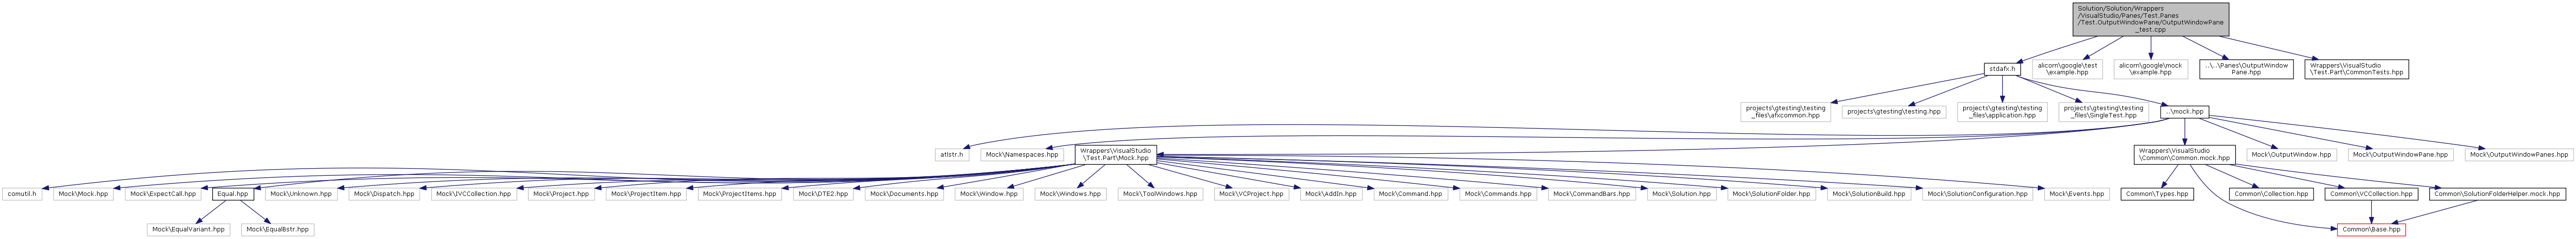 Solution/Solution/Wrappers
/VisualStudio/Panes/Test.Panes
/Test.OutputWindowPane/OutputWindowPane
_test.cpp
stdafx.h
alicorn\google\test
\example.hpp
alicorn\google\mock
\example.hpp
..\..\Panes\OutputWindow
Pane.hpp
Wrappers\VisualStudio
\Test.Part\CommonTests.hpp
projects\gtesting\testing
_files\afxcommon.hpp
projects\gtesting\testing.hpp
projects\gtesting\testing
_files\application.hpp
projects\gtesting\testing
_files\SingleTest.hpp
..\mock.hpp
atlstr.h
Mock\Namespaces.hpp
Wrappers\VisualStudio
\Test.Part\Mock.hpp
Wrappers\VisualStudio
\Common\Common.mock.hpp
Mock\OutputWindow.hpp
Mock\OutputWindowPane.hpp
Mock\OutputWindowPanes.hpp
comutil.h
Mock\Mock.hpp
Mock\ExpectCall.hpp
Equal.hpp
Mock\Unknown.hpp
Mock\Dispatch.hpp
Mock\IVCCollection.hpp
Mock\Project.hpp
Mock\ProjectItem.hpp
Mock\ProjectItems.hpp
Mock\DTE2.hpp
Mock\Documents.hpp
Mock\Window.hpp
Mock\Windows.hpp
Mock\ToolWindows.hpp
Mock\VCProject.hpp
Mock\AddIn.hpp
Mock\Command.hpp
Mock\Commands.hpp
Mock\CommandBars.hpp
Mock\Solution.hpp
Mock\SolutionFolder.hpp
Mock\SolutionBuild.hpp
Mock\SolutionConfiguration.hpp
Mock\Events.hpp
Common\Types.hpp
Common\Collection.hpp
Common\VCCollection.hpp
Common\SolutionFolderHelper.mock.hpp
Mock\EqualVariant.hpp
Mock\EqualBstr.hpp
Common\Base.hpp